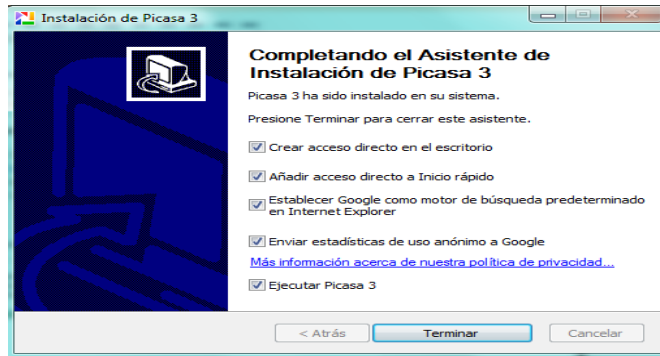 Instalación de Picasa 3
Completando el Asistente de
Instalación de Picasa 3
Picasa 3 ha sido instalado en su sistema.
Presione Terminar para cerrar este asistente.
Crear acceso directo en el escritorio
Añadir acceso directo a Inicio rápido
Establecer Google como motor de búsqueda predeterminado
en Internet Explorer
Enviar estadísticas de uso anónimo a Google
Más información acerca de nuestra política de privacidad...
Ejecutar Picasa 3
< Atrás
Terminar
Cancelar